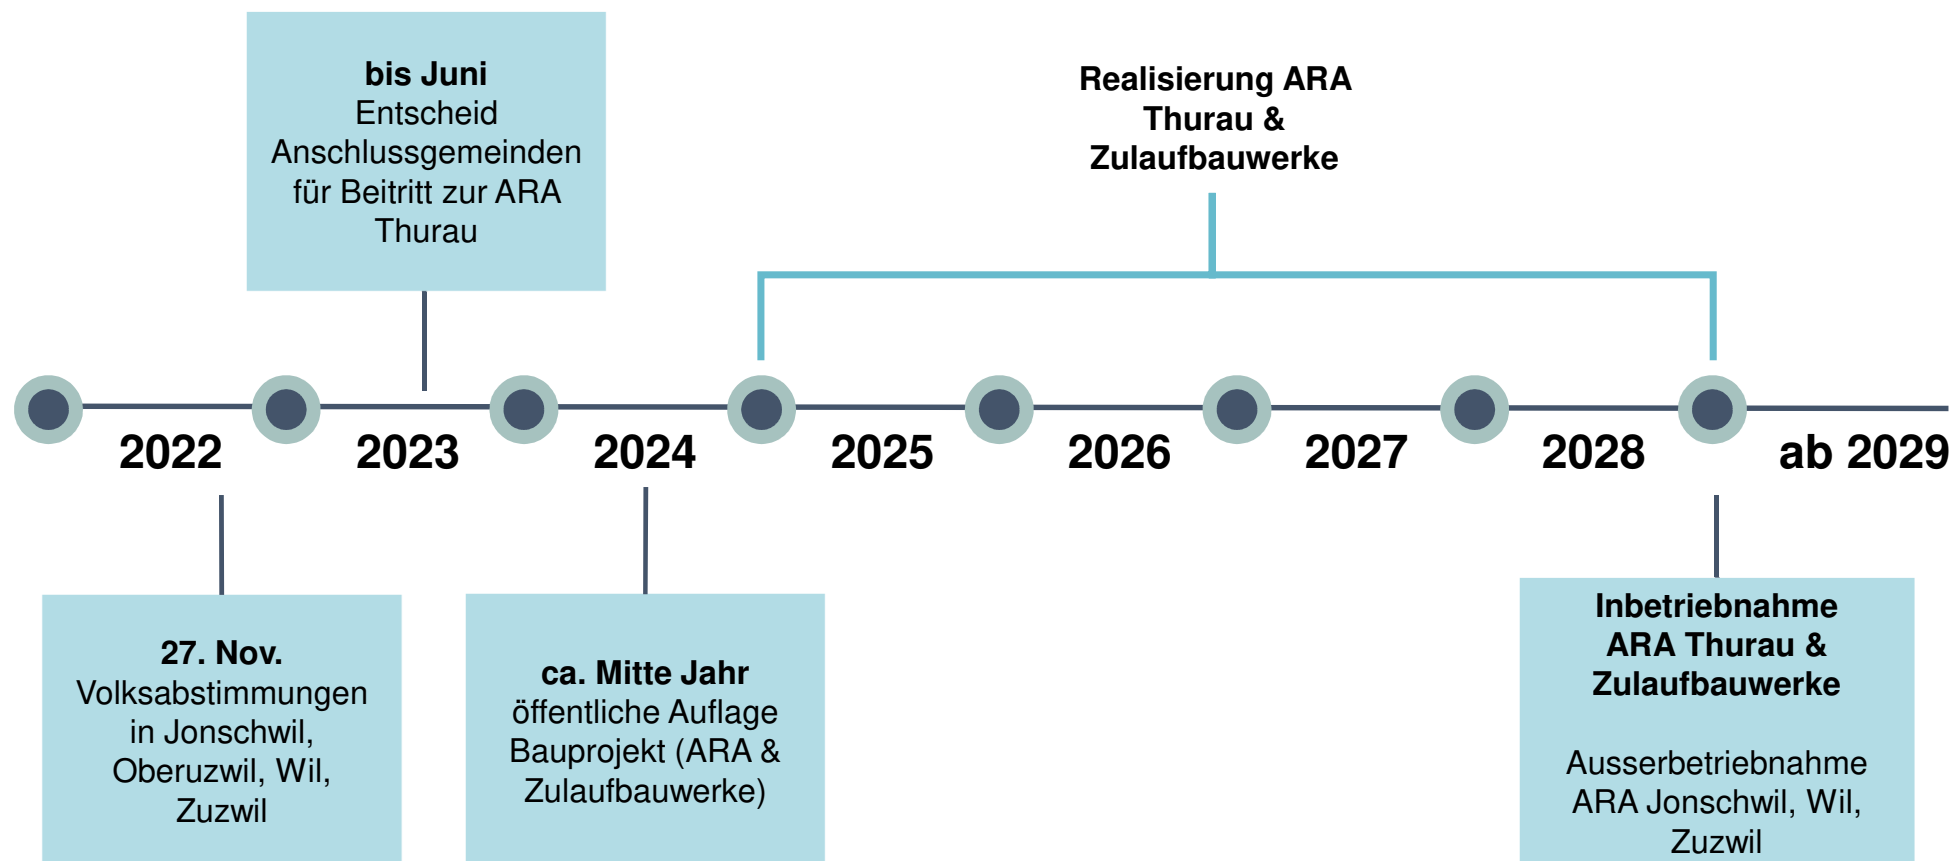 bis Juni
Entscheid
Anschlussgemeinden
für Beitritt zur ARA
Thurau
Realisierung ARA
Thurau &
Zulaufbauwerke
2022
2023
2024
2025
2026
2027
2028
ab 2029
27. Nov.
Volksabstimmungen
in Jonschwil,
Oberuzwil, Wil,
Zuzwil
ca. Mitte Jahr
öffentliche Auflage
Bauprojekt (ARA &
Zulaufbauwerke)
Inbetriebnahme
ARA Thurau &
Zulaufbauwerke
Ausserbetriebnahme
ARA Jonschwil, Wil,
Zuzwil